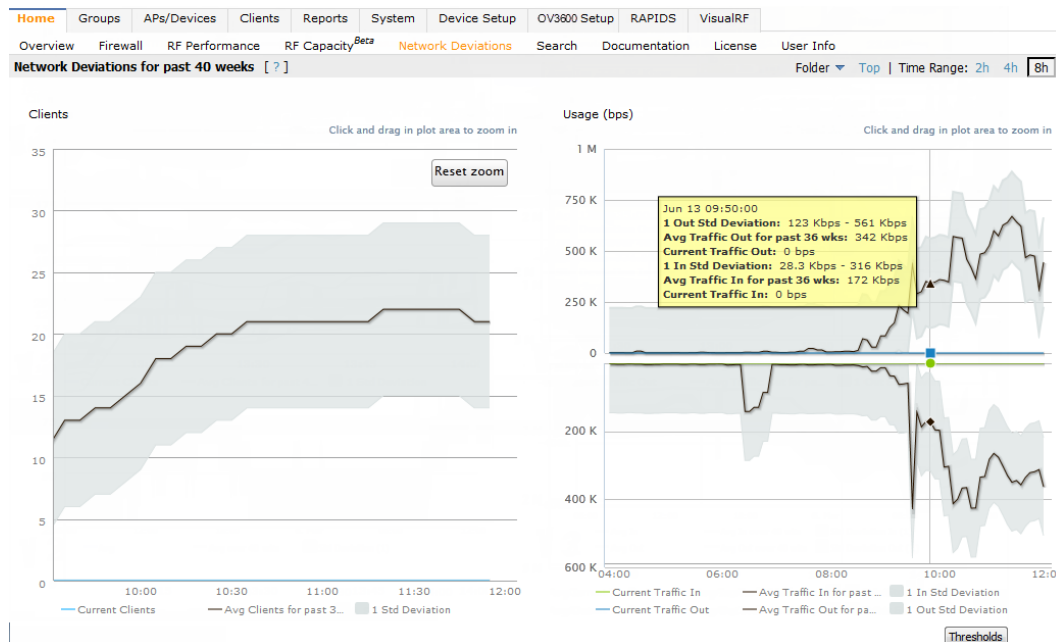 Home Groups APs/Devices Clients Reports System Device Setup OV3600 Setup RAPIDS VisualRF
Overview Firewall RF Performance RF Capacity Beta Network Deviations Search Documentation License User Info
Network Deviations for past 40 weeks [ ? ] Folder Top | Time Range: 2h 4h 8h
Clients
Click and drag in plot area to zoom in
Reset zoom
35
30
25
20
15
10
5
0
10:00 10:30 11:00 11:30 12:00
Current Clients Avg Clients for past 3... 1 Std Deviation
Usage (bps)
Click and drag in plot area to zoom in
1 M
750 K
500 K
250 K
0
200 K
400 K
600 K
Jun 13 09:50:00
1 Out Std Deviation: 123 Kbps - 561 Kbps
Avg Traffic Out for past 36 wks: 342 Kbps
Current Traffic Out: 0 bps
1 In Std Deviation: 28.3 Kbps - 316 Kbps
Avg Traffic In for past 36 wks: 172 Kbps
Current Traffic In: 0 bps
04:00 06:00 08:00 10:00 12:0
Current Traffic In Avg Traffic In for past ... 1 In Std Deviation
Current Traffic Out Avg Traffic Out for pa... 1 Out Std Deviation
Thresholds